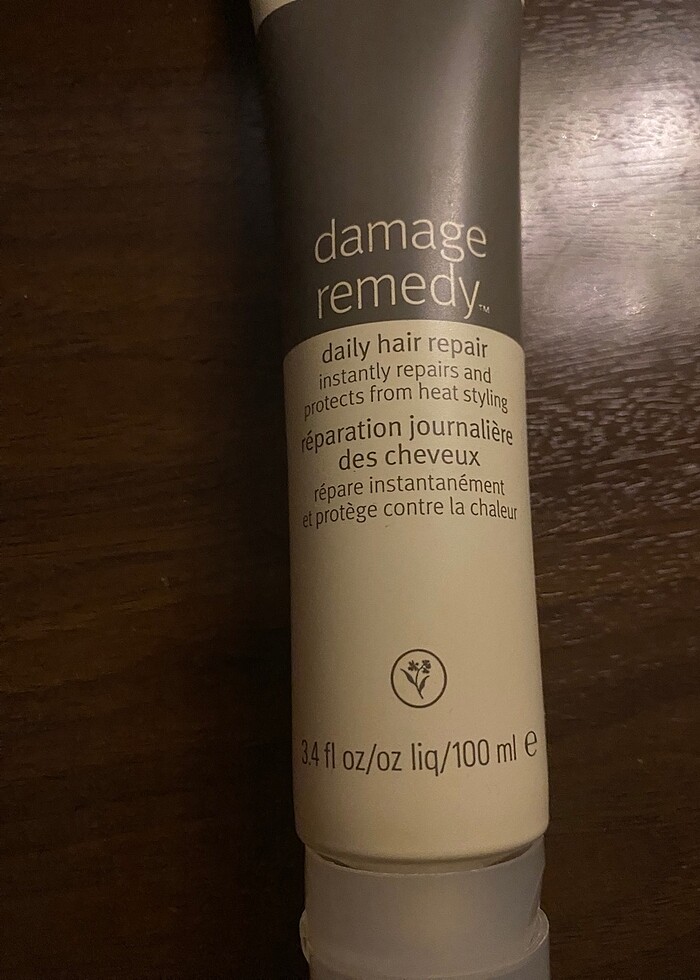 damage
remedy™
daily hair repair
instantly repairs and
protects from heat styling
réparation journalière
des cheveux
répare instantanément
et protège contre la chaleur
3.4 fl oz/oz liq/100 ml ℮